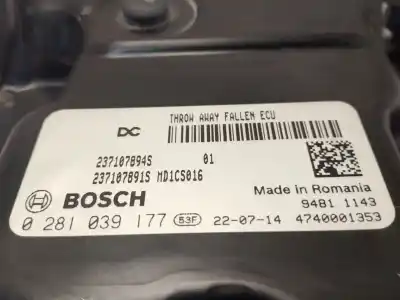 THROW AWAY FALLEN ECU
DC
237107894S 01
237107891S MD1CS016
BOSCH
Made in Romania
9481 1143
0 281 039 177 53F 22-07-14 4740001353